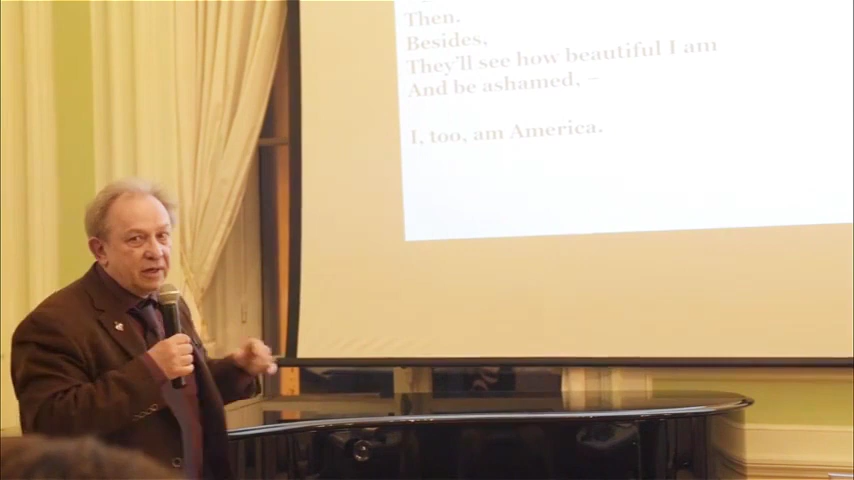 Then.
Besides,
They'll see how beautiful I am
And be ashamed, –
I, too, am America.